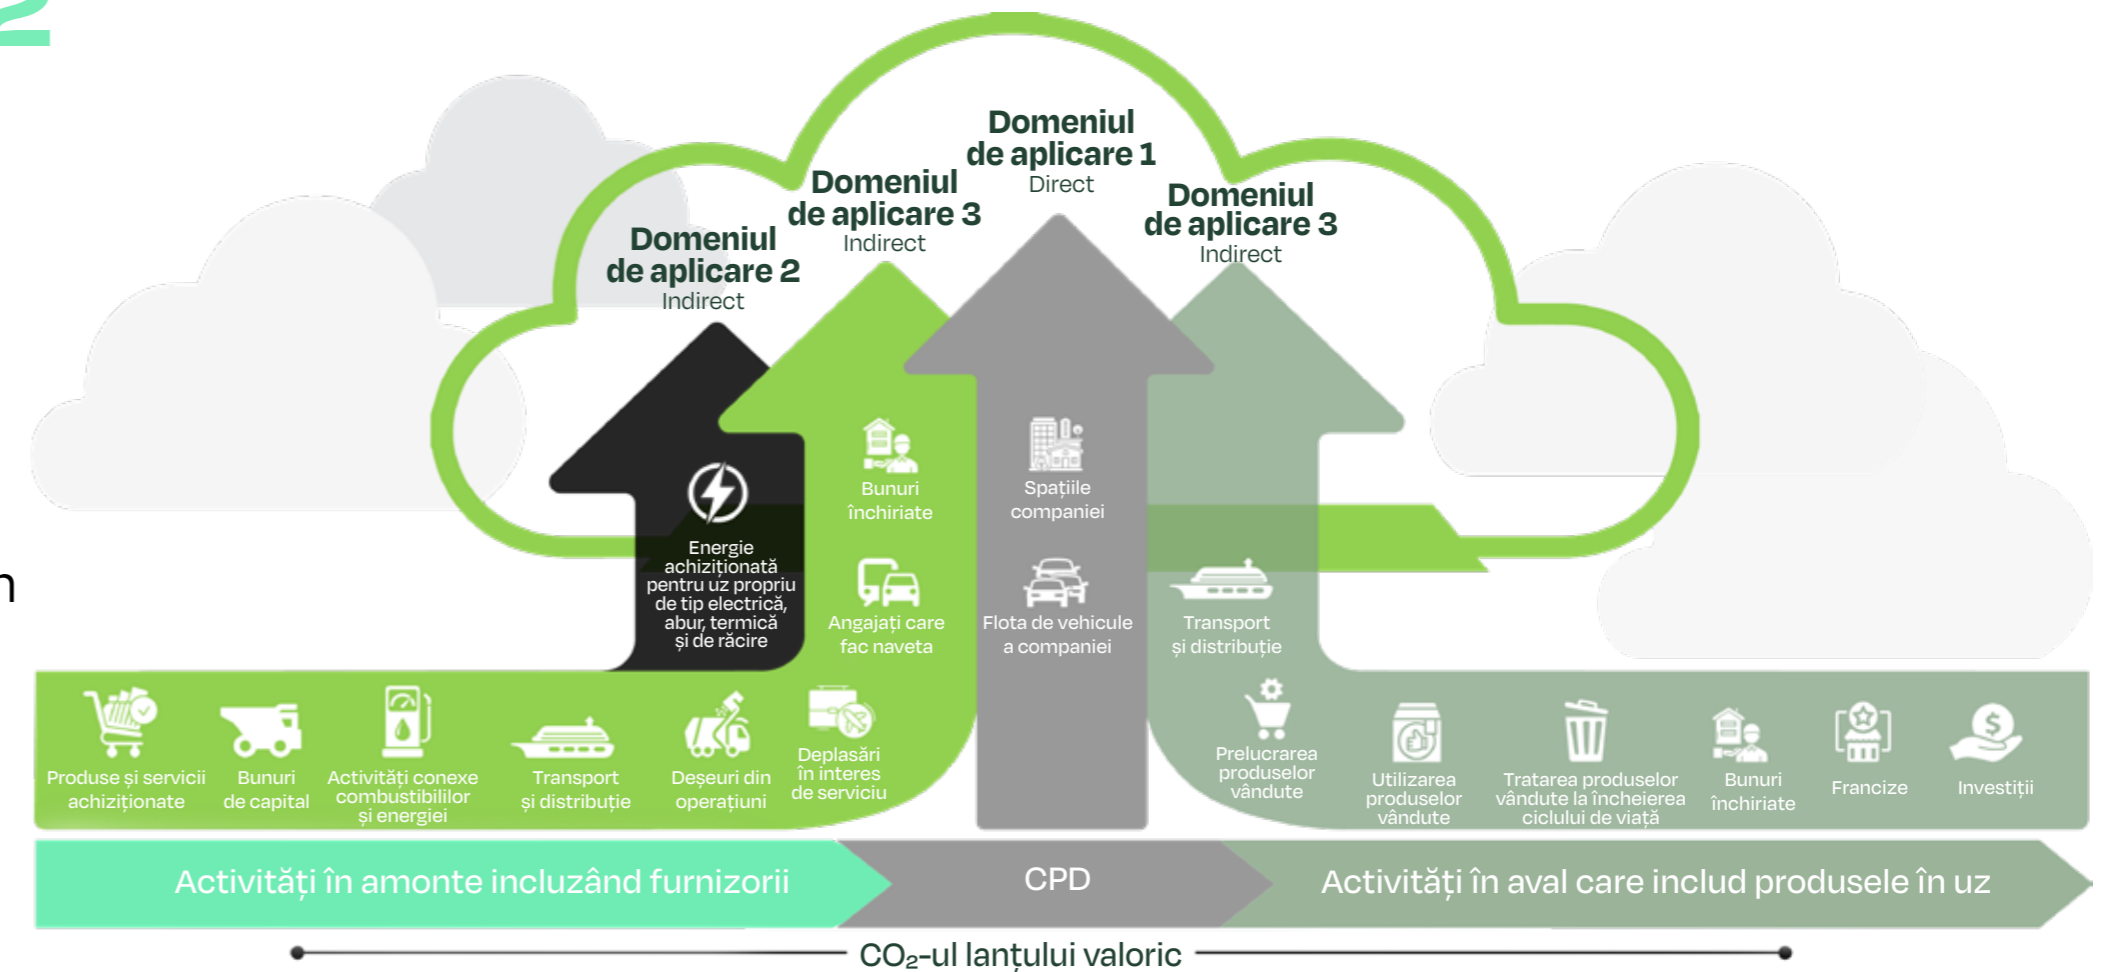 2
n
Domeniul
de aplicare 2
Indirect
Domeniul
de aplicare 3
Indirect
Domeniul
de aplicare 1
Direct
Domeniul
de aplicare 3
Indirect
Energie
achiziționată
pentru uz propriu
de tip electrică,
abur, termică
și de răcire
Bunuri
închiriate
Angajați care
fac naveta
Spațiile
companiei
Flota de vehicule
a companiei
Transport
și distribuție
Produse și servicii
achiziționate
Bunuri
de capital
Activități conexe
combustibililor
și energiei
Transport
și distribuție
Deșeuri din
operațiuni
Deplasări
în interes
de serviciu
Prelucrarea
produselor
vândute
Utilizarea
produselor
vândute
Tratarea produselor
vândute la încheierea
ciclului de viață
Bunuri
închiriate
Francize
Investiții
Activități în amonte incluzând furnizorii
CPD
Activități în aval care includ produsele în uz
CO₂-ul lanțului valoric